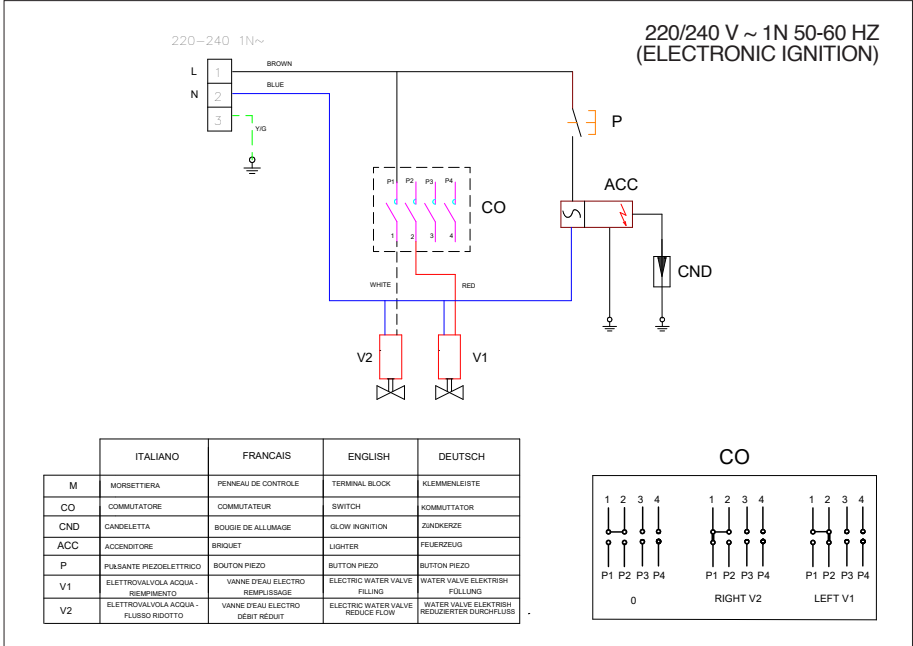 220/240 V ~ 1N 50-60 HZ
(ELECTRONIC IGNITION)
220-240 1N~
L 1 BROWN
N 2 BLUE
3 Y/G
P
ACC
P1 P2 P3 P4
CO
1 2 3 4
CND
WHITE RED
V2 V1
ITALIANO FRANCAIS ENGLISH DEUTSCH
M MORSETTIERA PENNEAU DE CONTROLE TERMINAL BLOCK KLEMMENLEISTE
CO COMMUTATORE COMMUTATEUR SWITCH KOMMUTTATOR
CND CANDELETTA BOUGIE DE ALLUMAGE GLOW INGNITION ZÜNDKERZE
ACC ACCENDITORE BRIQUET LIGHTER FEUERZEUG
P PULSANTE PIEZOELETTRICO BOUTON PIEZO BUTTON PIEZO BUTTON PIEZO
V1 ELETTROVALVOLA ACQUA - RIEMPIMENTO VANNE D'EAU ELECTRO REMPLISSAGE ELECTRIC WATER VALVE FILLING WATER VALVE ELEKTRISH FÜLLUNG
V2 ELETTROVALVOLA ACQUA - FLUSSO RIDOTTO VANNE D'EAU ELECTRO DÉBIT RÉDUIT ELECTRIC WATER VALVE REDUCE FLOW WATER VALVE ELEKTRISH REDUZIERTER DURCHFLUSS
CO
1 2 3 4 1 2 3 4 1 2 3 4
P1 P2 P3 P4 P1 P2 P3 P4 P1 P2 P3 P4
0 RIGHT V2 LEFT V1